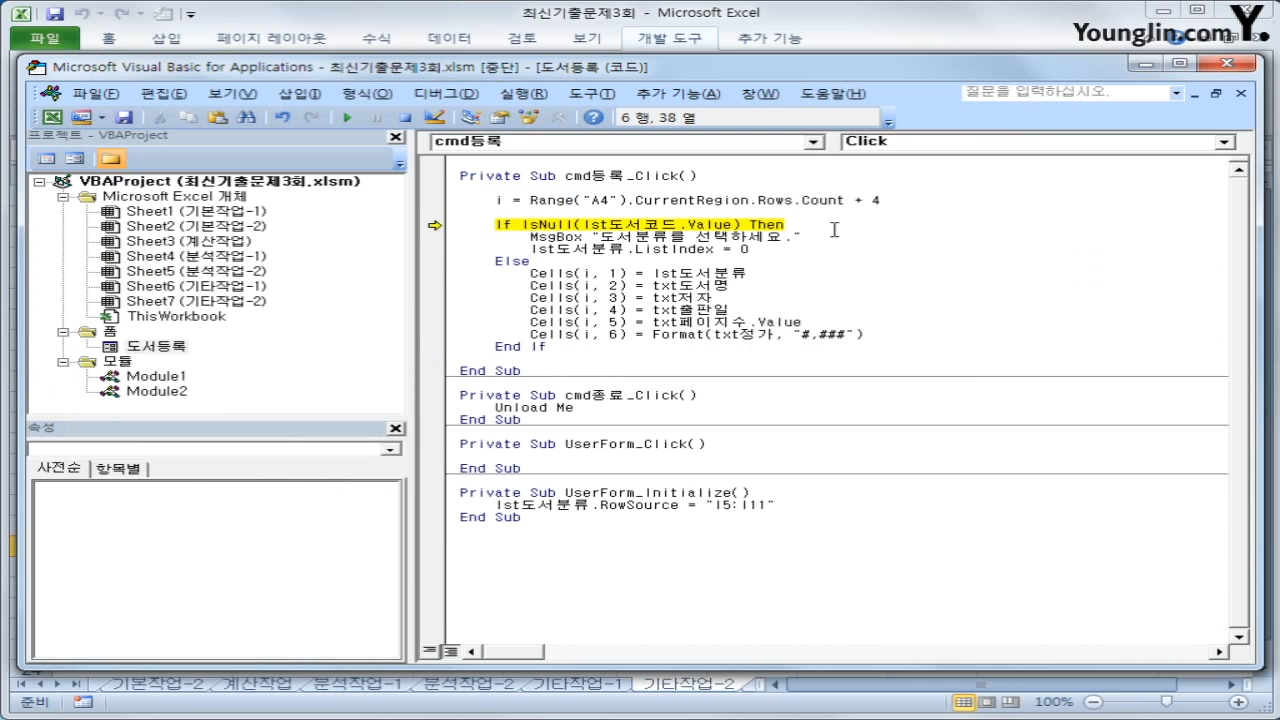 최신기출문제3회 - Microsoft Excel
파일 홈 삽입 페이지 레이아웃 수식 데이터 검토 보기 개발 도구 추가 기능
Younglin.com Y.
Microsoft Visual Basic for Applications - 최신기출문제3회.xlsm [중단] - [도서등록 (코드)]
파일(F) 편집(E) 보기(V) 삽입(I) 형식(O) 디버그(D) 실행(R) 도구(T) 추가 기능(A) 창(W) 도움말(H) 질문을 입력하십시오.
6 행, 38 열
프로젝트 - VBAProject
VBAProject (최신기출문제3회.xlsm)
Microsoft Excel 개체
Sheet1 (기본작업-1)
Sheet2 (기본작업-2)
Sheet3 (계산작업)
Sheet4 (분석작업-1)
Sheet5 (분석작업-2)
Sheet6 (기타작업-1)
Sheet7 (기타작업-2)
ThisWorkbook
폼
도서등록
모듈
Module1
Module2
속성
사전순 항목별
cmd등록 Click
Private Sub cmd등록_Click()
i = Range("A4").CurrentRegion.Rows.Count + 4
If IsNull(lst도서코드.Value) Then
MsgBox "도서분류를 선택하세요."
lst도서분류.ListIndex = 0
Else
Cells(i, 1) = lst도서분류
Cells(i, 2) = txt도서명
Cells(i, 3) = txt저자
Cells(i, 4) = txt출판일
Cells(i, 5) = txt페이지수.Value
Cells(i, 6) = Format(txt정가, "#,###")
End If
End Sub
Private Sub cmd종료_Click()
Unload Me
End Sub
Private Sub UserForm_Click()
End Sub
Private Sub UserForm_Initialize()
lst도서분류.RowSource = "I5:I11"
End Sub
기본작업-2 계산작업 분석작업-1 분석작업-2 기타작업-1 기타작업-2
준비 100%